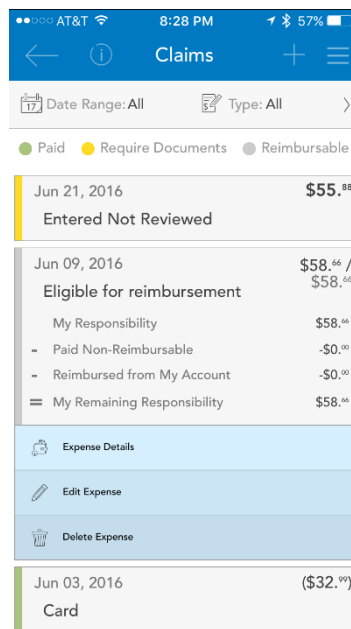 AT&T 8:28 PM 57%
Claims
17 Date Range: All Type: All
Paid Require Documents Reimbursable
Jun 21, 2016 $55.88
Entered Not Reviewed
Jun 09, 2016 $58.66 /
$58.66
Eligible for reimbursement
My Responsibility $58.66
- Paid Non-Reimbursable -$0.00
- Reimbursed from My Account -$0.00
= My Remaining Responsibility $58.66
Expense Details
Edit Expense
Delete Expense
Jun 03, 2016 ($32.99)
Card